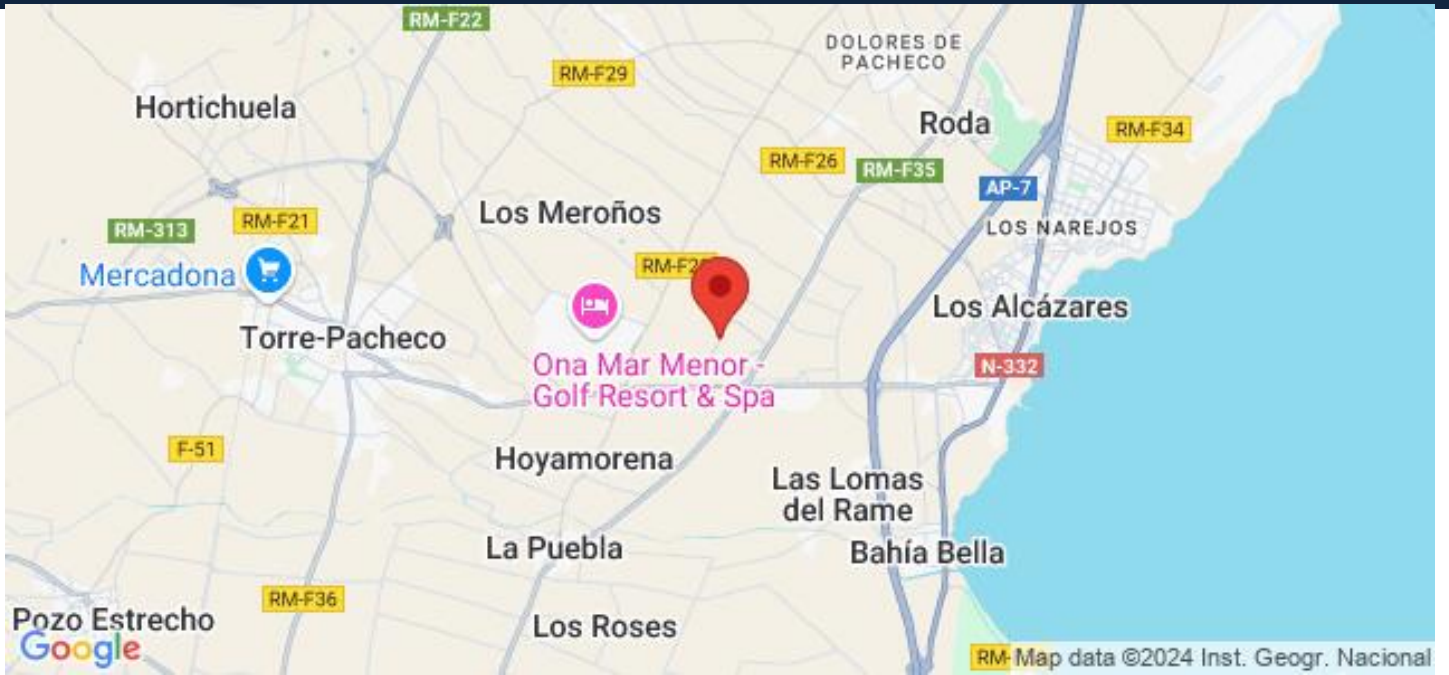 RM-F22
DOLORES DE
PACHECO
RM-F29
Hortichuela
Roda
RM-F34
RM-F26
RM-F35
AP-7
Los Meroños
RM-F21
RM-313
LOS NAREJOS
Mercadona
RM-F2
Los Alcázares
Torre-Pacheco
Ona Mar Menor -
Golf Resort & Spa
N-332
F-51
Hoyamorena
Las Lomas
del Rame
La Puebla
Bahía Bella
RM-F36
Pozo Estrecho
Los Roses
Google
RM-
Map data ©2024 Inst. Geogr. Nacional